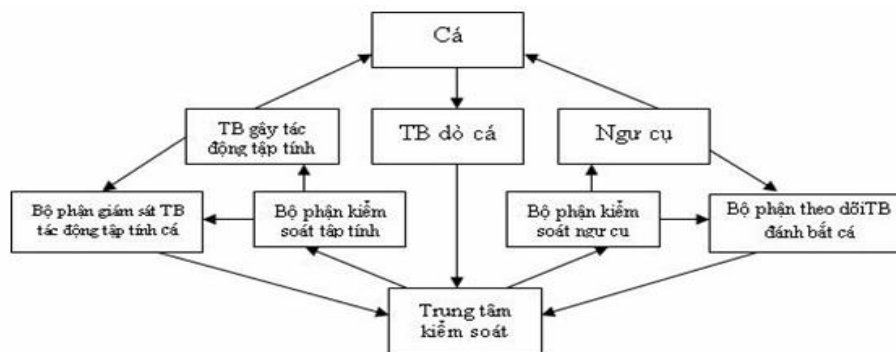 Cá
TB gây tác
động tập tính
TB dò cá
Ngư cụ
Bộ phận giám sát TB
tác động tập tính cá
Bộ phận kiểm
soát tập tính
Bộ phận kiểm
soát ngư cụ
Bộ phận theo dõiTB
đánh bắt cá
Trung tâm
kiểm soát